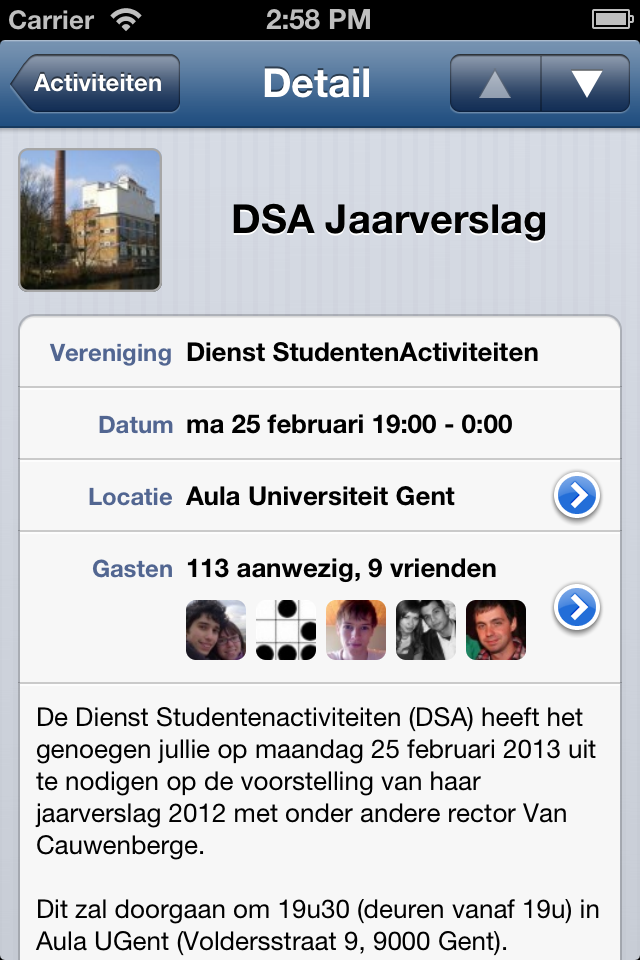 Carrier 2:58 PM
Activiteiten Detail
DSA Jaarverslag
Vereniging Dienst StudentenActiviteiten
Datum ma 25 februari 19:00 - 0:00
Locatie Aula Universiteit Gent
Gasten 113 aanwezig, 9 vrienden
De Dienst Studentenactiviteiten (DSA) heeft het
genoegen jullie op maandag 25 februari 2013 uit
te nodigen op de voorstelling van haar
jaarverslag 2012 met onder andere rector Van
Cauwenberge.
Dit zal doorgaan om 19u30 (deuren vanaf 19u) in
Aula UGent (Voldersstraat 9, 9000 Gent).